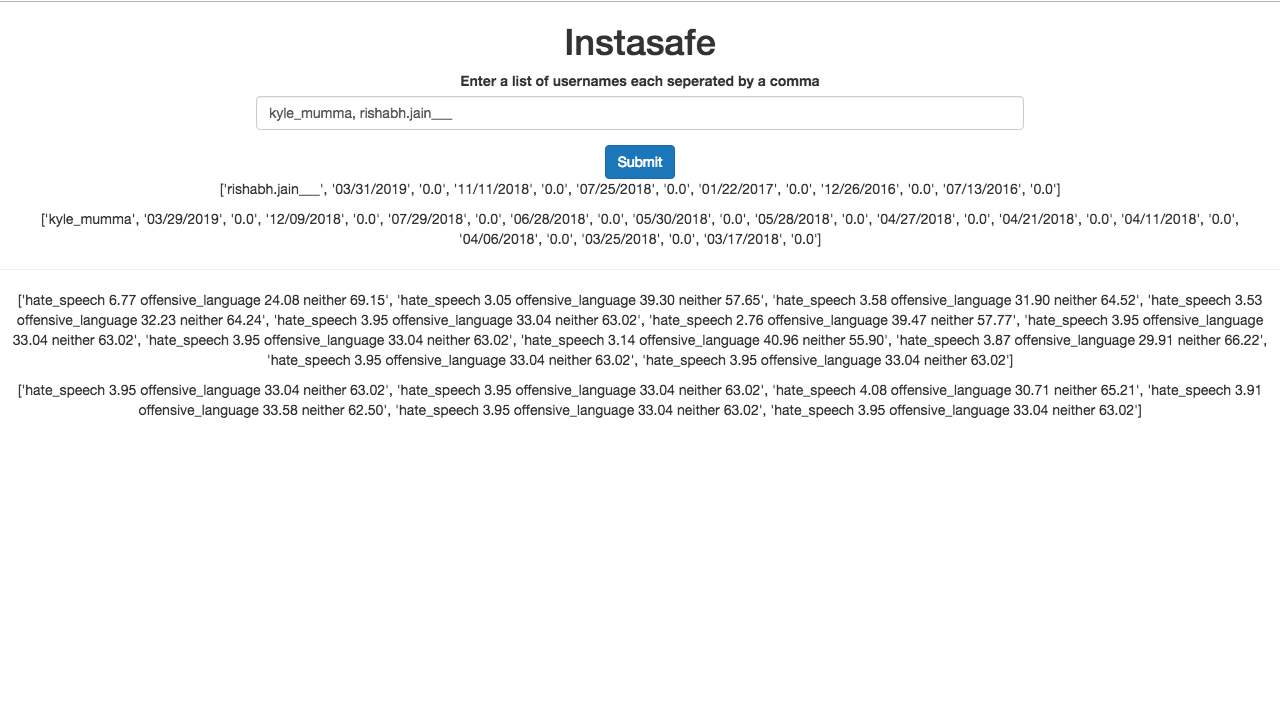 Instasafe
Enter a list of usernames each seperated by a comma
kyle_mumma, rishabh.jain___
Submit
['rishabh.jain___', '03/31/2019', '0.0', '11/11/2018', '0.0', '07/25/2018', '0.0', '01/22/2017', '0.0', '12/26/2016', '0.0', '07/13/2016', '0.0']
['kyle_mumma', '03/29/2019', '0.0', '12/09/2018', '0.0', '07/29/2018', '0.0', '06/28/2018', '0.0', '05/30/2018', '0.0', '05/28/2018', '0.0', '04/27/2018', '0.0', '04/21/2018', '0.0', '04/11/2018', '0.0',
'04/06/2018', '0.0', '03/25/2018', '0.0', '03/17/2018', '0.0']
['hate_speech 6.77 offensive_language 24.08 neither 69.15', 'hate_speech 3.05 offensive_language 39.30 neither 57.65', 'hate_speech 3.58 offensive_language 31.90 neither 64.52', 'hate_speech 3.53
offensive_language 32.23 neither 64.24', 'hate_speech 3.95 offensive_language 33.04 neither 63.02', 'hate_speech 2.76 offensive_language 39.47 neither 57.77', 'hate_speech 3.95 offensive_language
33.04 neither 63.02', 'hate_speech 3.95 offensive_language 33.04 neither 63.02', 'hate_speech 3.14 offensive_language 40.96 neither 55.90', 'hate_speech 3.87 offensive_language 29.91 neither 66.22',
'hate_speech 3.95 offensive_language 33.04 neither 63.02', 'hate_speech 3.95 offensive_language 33.04 neither 63.02']
['hate_speech 3.95 offensive_language 33.04 neither 63.02', 'hate_speech 3.95 offensive_language 33.04 neither 63.02', 'hate_speech 4.08 offensive_language 30.71 neither 65.21', 'hate_speech 3.91
offensive_language 33.58 neither 62.50', 'hate_speech 3.95 offensive_language 33.04 neither 63.02', 'hate_speech 3.95 offensive_language 33.04 neither 63.02']